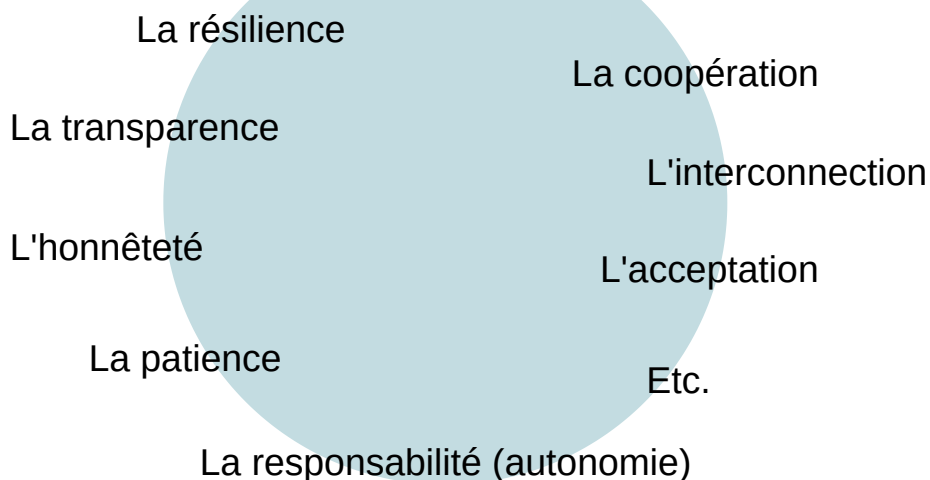 La résilience
La coopération
La transparence
L'interconnection
L'honnêteté
L'acceptation
La patience
Etc.
La responsabilité (autonomie)